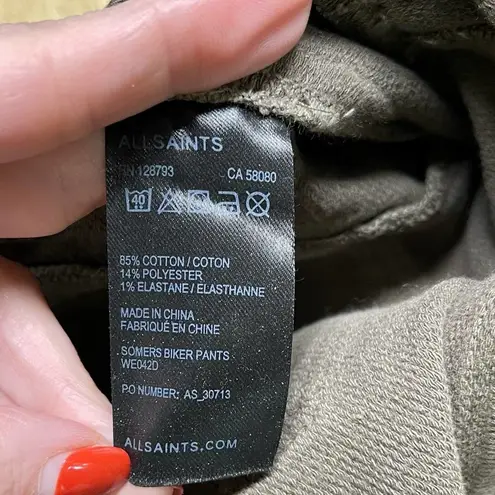 ALLSAINTS
RN 128793 CA 58080
40
85% COTTON / COTON
14% POLYESTER
1% ELASTANE / ELASTHANNE
MADE IN CHINA
FABRIQUÉ EN CHINE
SOMERS BIKER PANTS
WE042D
P.O NUMBER: AS_30713
ALLSAINTS.COM